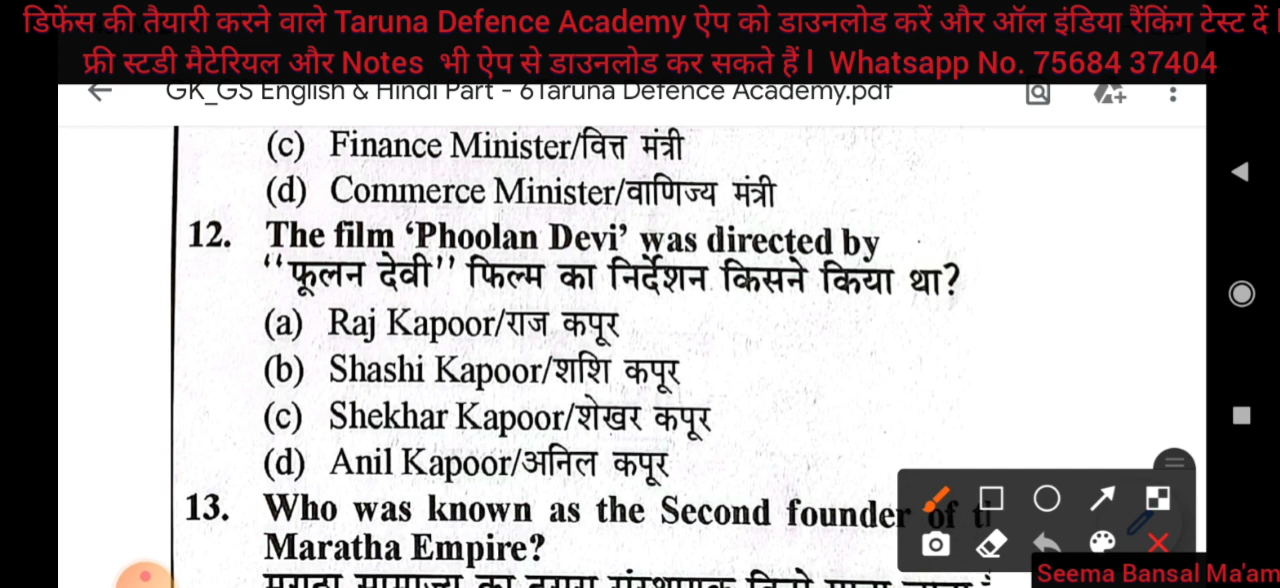 डिफेंस की तैयारी करने वाले Taruna Defence Academy ऐप को डाउनलोड करें और ऑल इंडिया रैंकिंग टेस्ट दें।
फ्री स्टडी मैटेरियल और Notes भी ऐप से डाउनलोड कर सकते हैं। Whatsapp No. 75684 37404
GK_GS English & Hindi Part - 6Taruna Defence Academy.pdf
(c) Finance Minister/वित्त मंत्री
(d) Commerce Minister/वाणिज्य मंत्री
12. The film ‘Phoolan Devi’ was directed by
“फूलन देवी” फिल्म का निर्देशन किसने किया था?
(a) Raj Kapoor/राज कपूर
(b) Shashi Kapoor/शशि कपूर
(c) Shekhar Kapoor/शेखर कपूर
(d) Anil Kapoor/अनिल कपूर
13. Who was known as the Second founder of
Maratha Empire?
Seema Bansal Ma'am